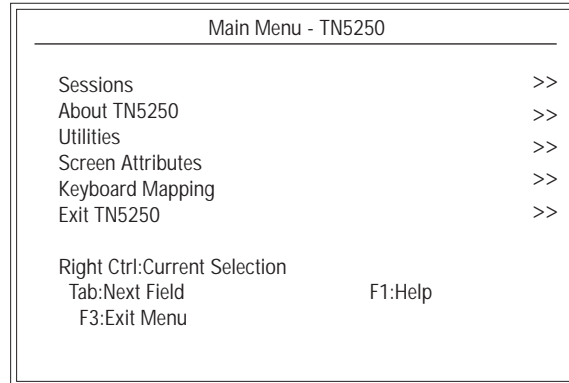 Main Menu - TN5250
Sessions >>
About TN5250 >>
Utilities >>
Screen Attributes >>
Keyboard Mapping >>
Exit TN5250
Right Ctrl:Current Selection
Tab:Next Field F1:Help
F3:Exit Menu